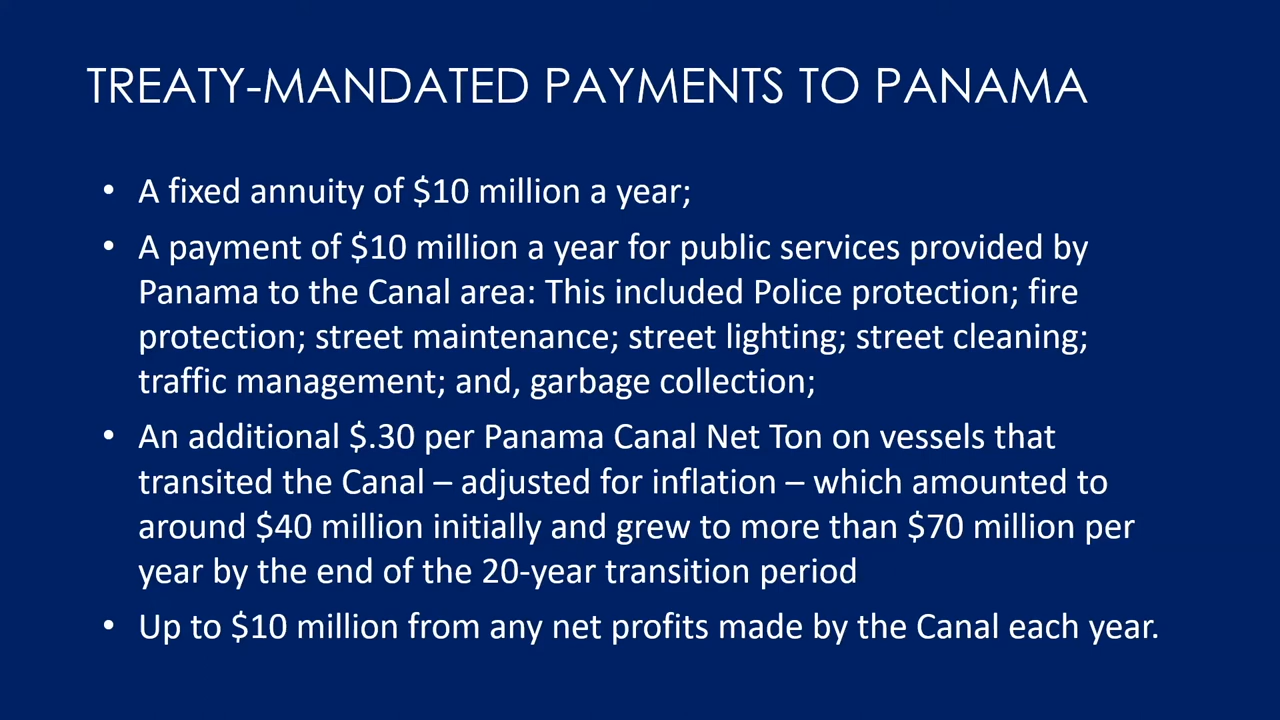 TREATY-MANDATED PAYMENTS TO PANAMA
• A fixed annuity of $10 million a year;
• A payment of $10 million a year for public services provided by
Panama to the Canal area: This included Police protection; fire
protection; street maintenance; street lighting; street cleaning;
traffic management; and, garbage collection;
• An additional $.30 per Panama Canal Net Ton on vessels that
transited the Canal – adjusted for inflation – which amounted to
around $40 million initially and grew to more than $70 million per
year by the end of the 20-year transition period
• Up to $10 million from any net profits made by the Canal each year.